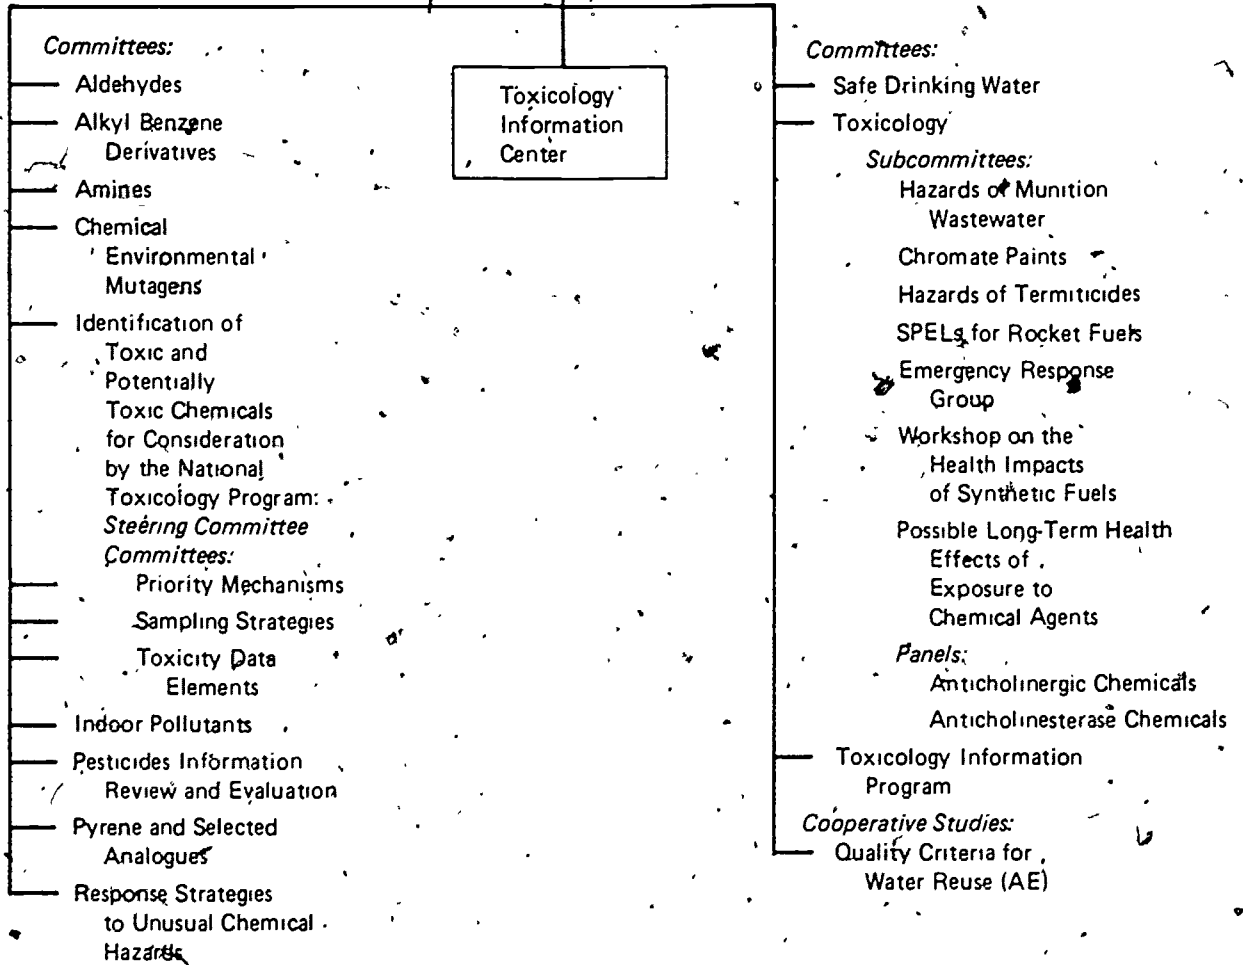 Committees:
Aldehydes
Alkyl Benzene
Derivatives
Amines
Chemical
Environmental
Mutagens
Identification of
Toxic and
Potentially
Toxic Chemicals
for Consideration
by the National
Toxicology Program:
Steering Committee
Committees:
Priority Mechanisms
Sampling Strategies
Toxicity Data
Elements
Indoor Pollutants
Pesticides Information
Review and Evaluation
Pyrene and Selected
Analogues
Response Strategies
to Unusual Chemical
Hazards
Toxicology
Information
Center
Committees:
Safe Drinking Water
Toxicology
Subcommittees:
Hazards of Munition
Wastewater
Chromate Paints
Hazards of Termiticides
SPELs for Rocket Fuels
Emergency Response
Group
Workshop on the
Health Impacts
of Synthetic Fuels
Possible Long-Term Health
Effects of
Exposure to
Chemical Agents
Panels:
Anticholinergic Chemicals
Anticholinesterase Chemicals
Toxicology Information
Program
Cooperative Studies:
Quality Criteria for
Water Reuse (AE)